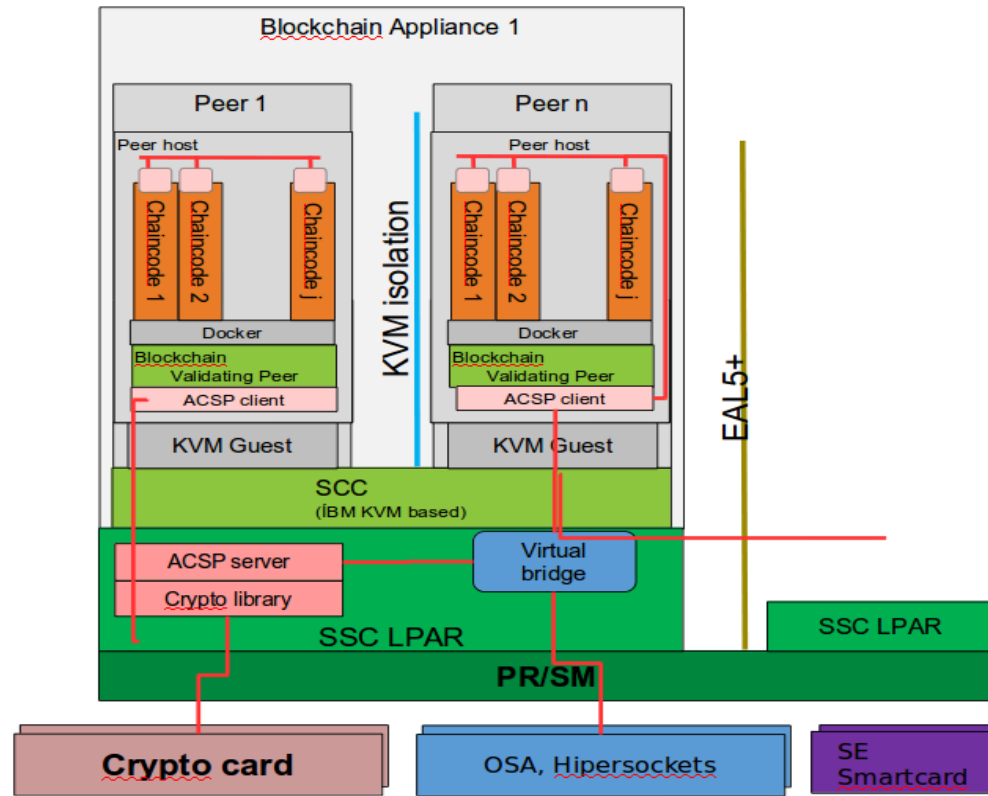 Blockchain Appliance 1
Peer 1
Peer n
Peer host
Peer host
Chaincode 1
Chaincode 2
Chaincode j
Chaincode 1
Chaincode 2
Chaincode j
KVM isolation
EAL5+
Docker
Docker
Blockchain
Validating Peer
Blockchain
Validating Peer
ACSP client
ACSP client
KVM Guest
KVM Guest
SCC
(ÍBM KVM based)
ACSP server
Crypto library
Virtual
bridge
SSC LPAR
SSC LPAR
PR/SM
Crypto card
OSA, Hipersockets
SE
Smartcard